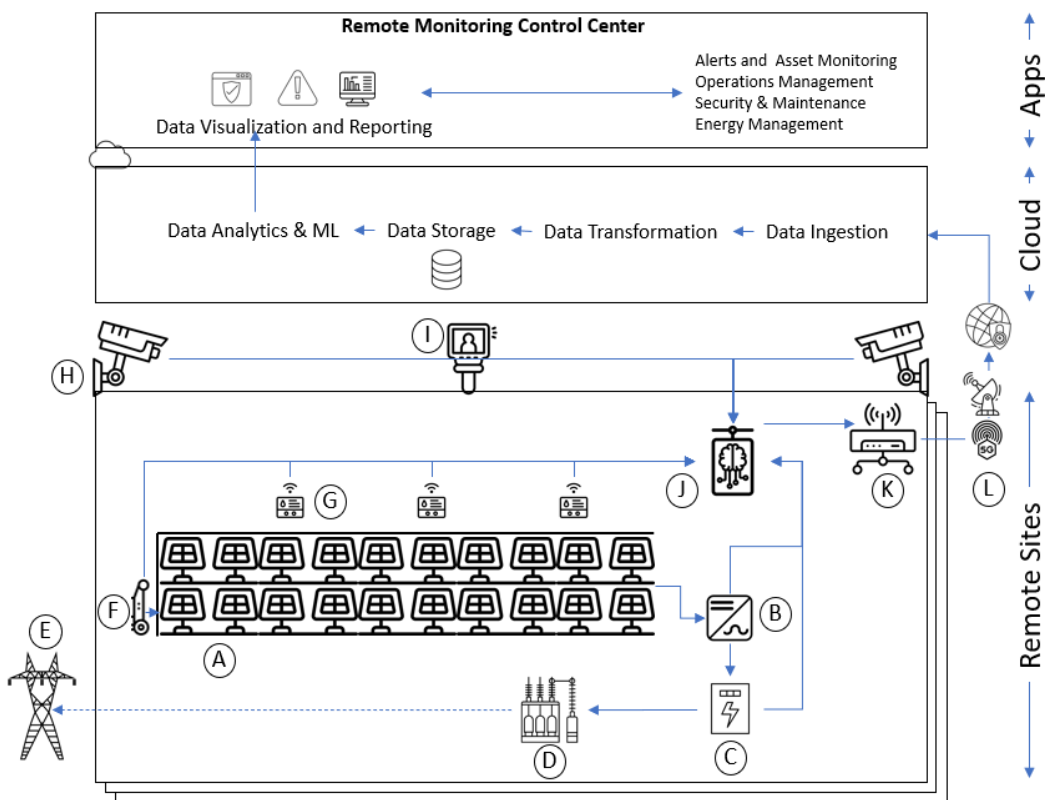 Remote Monitoring Control Center
Alerts and Asset Monitoring
Operations Management
Security & Maintenance
Energy Management
Data Visualization and Reporting
Apps
Data Analytics & ML
Data Storage
Data Transformation
Data Ingestion
Cloud
H
I
J
K
5G
L
G
F
A
B
E
D
C
Remote Sites